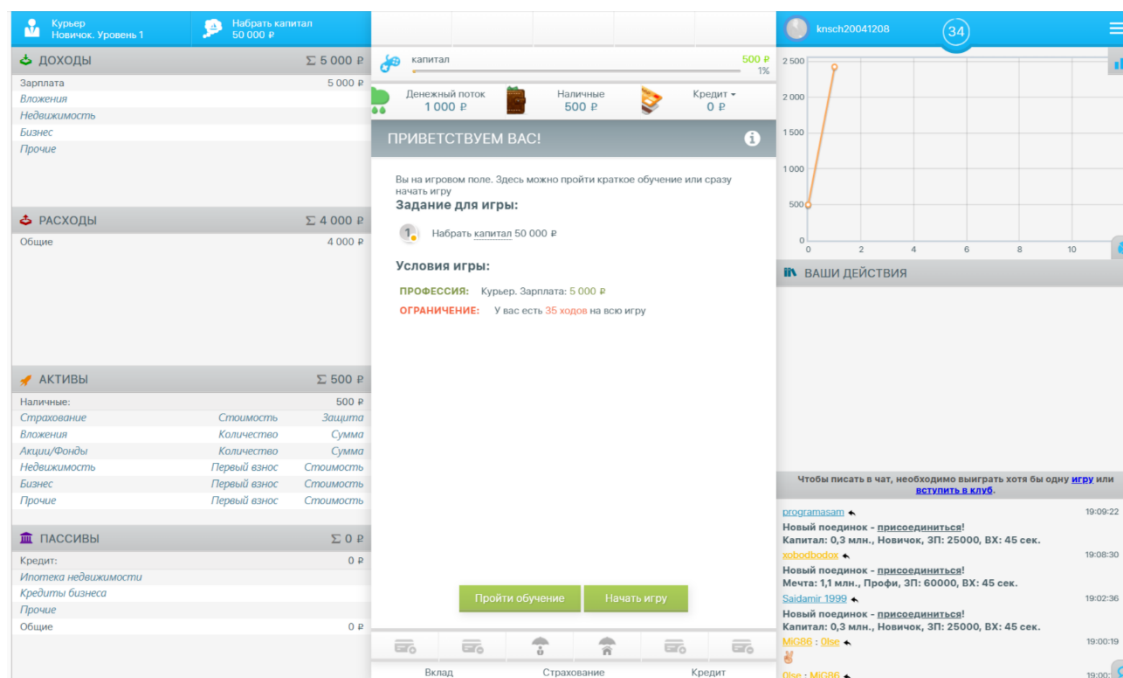 Курьер
Новичок. Уровень 1
Набрать капитал
50 000 ₽
ДОХОДЫ Σ 5 000 ₽
Зарплата 5 000 ₽
Вложения
Недвижимость
Бизнес
Прочие
РАСХОДЫ Σ 4 000 ₽
Общие 4 000 ₽
АКТИВЫ Σ 500 ₽
Наличные: 500 ₽
Страхование Стоимость Защита
Вложения Количество Сумма
Акции/Фонды Количество Сумма
Недвижимость Первый взнос Стоимость
Бизнес Первый взнос Стоимость
Прочие Первый взнос Стоимость
ПАССИВЫ Σ 0 ₽
Кредит: 0 ₽
Ипотека недвижимости
Кредиты бизнеса
Прочие
Общие 0 ₽
капитал 500 ₽
1%
Денежный поток
1 000 ₽
Наличные
500 ₽
Кредит
0 ₽
ПРИВЕТСТВУЕМ ВАС!
Вы на игровом поле. Здесь можно пройти краткое обучение или сразу
начать игру
Задание для игры:
1. Набрать капитал 50 000 ₽
Условия игры:
ПРОФЕССИЯ: Курьер. Зарплата: 5 000 ₽
ОГРАНИЧЕНИЕ: У вас есть 35 ходов на всю игру
Пройти обучение Начать игру
Вклад Страхование Кредит
knsch20041208
34
2 500
2 000
1 500
1 000
500
0
0 2 4 6 8 10
ВАШИ ДЕЙСТВИЯ
Чтобы писать в чат, необходимо выиграть хотя бы одну игру или
вступить в клуб.
programasam 19:09:22
Новый поединок - присоединиться!
Капитал: 0,3 млн., Новичок, ЗП: 25000, ВХ: 45 сек.
xobodbodox 19:08:30
Новый поединок - присоединиться!
Мечта: 1,1 млн., Профи, ЗП: 60000, ВХ: 45 сек.
Saidamir 1999 19:02:36
Новый поединок - присоединиться!
Капитал: 0,3 млн., Новичок, ЗП: 25000, ВХ: 45 сек.
MiG86 : 0lse 19:00:19
0lse : MiG86 19:00: